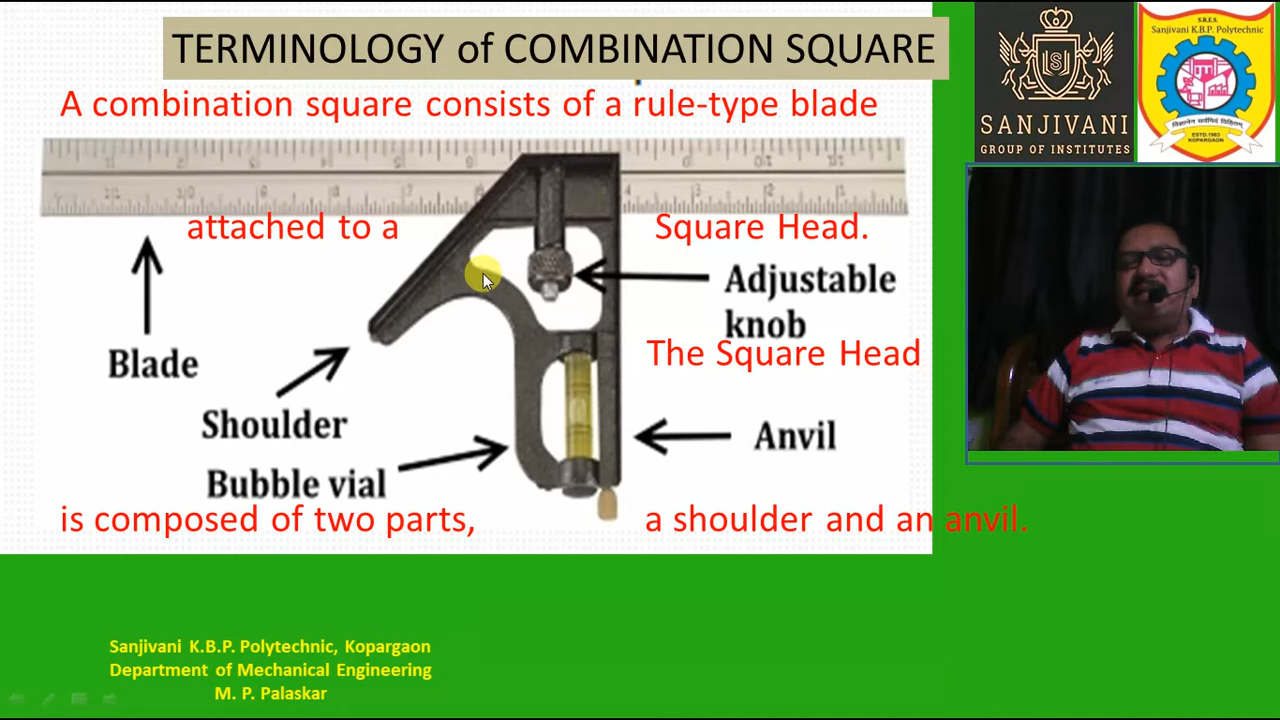 TERMINOLOGY of COMBINATION SQUARE
A combination square consists of a rule-type blade
attached to a Square Head.
Adjustable
knob
The Square Head
Blade
Shoulder
Anvil
Bubble vial
is composed of two parts, a shoulder and an anvil.
Sanjivani K.B.P. Polytechnic, Kopargaon
Department of Mechanical Engineering
M. P. Palaskar
SANJIVANI
GROUP OF INSTITUTES
S.R.E.S.
Sanjivani K.B.P. Polytechnic
ESTD.1983
KOPARGAON